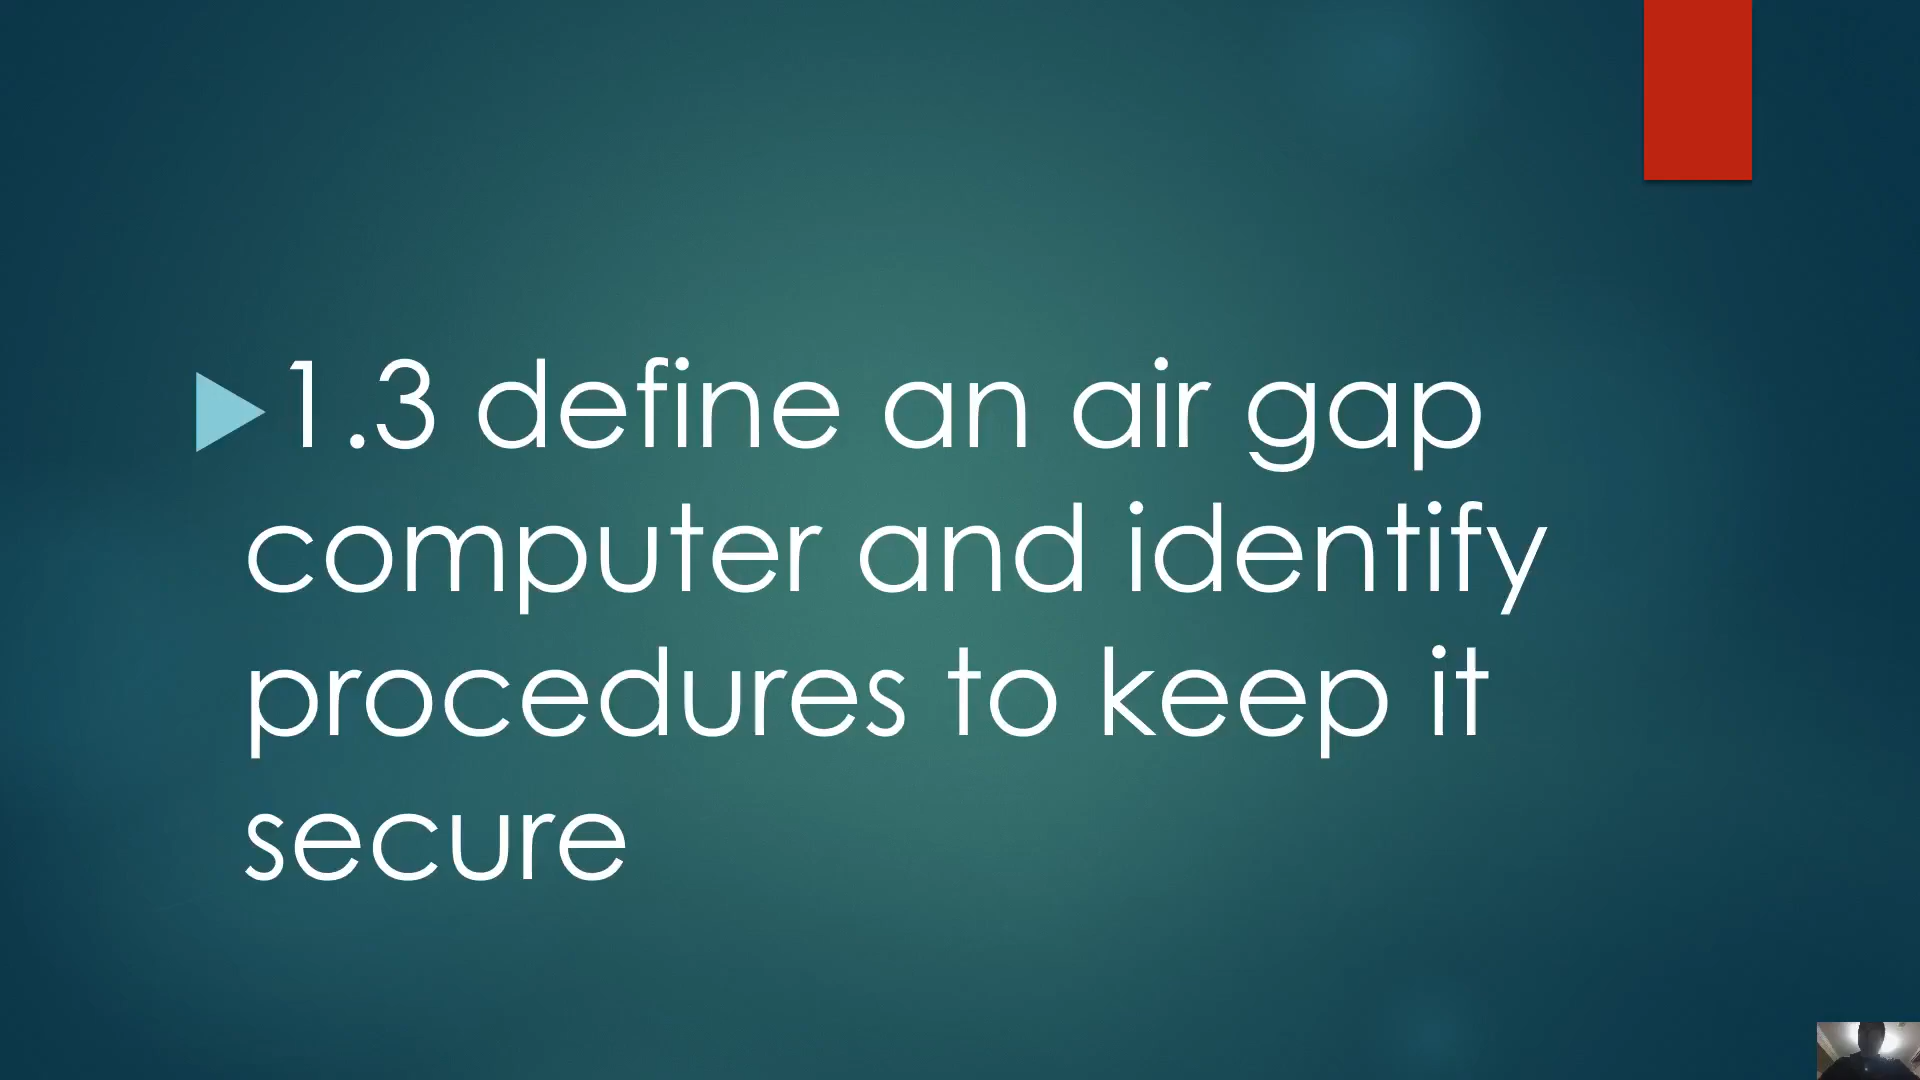 1.3 define an air gap
computer and identify
procedures to keep it
secure